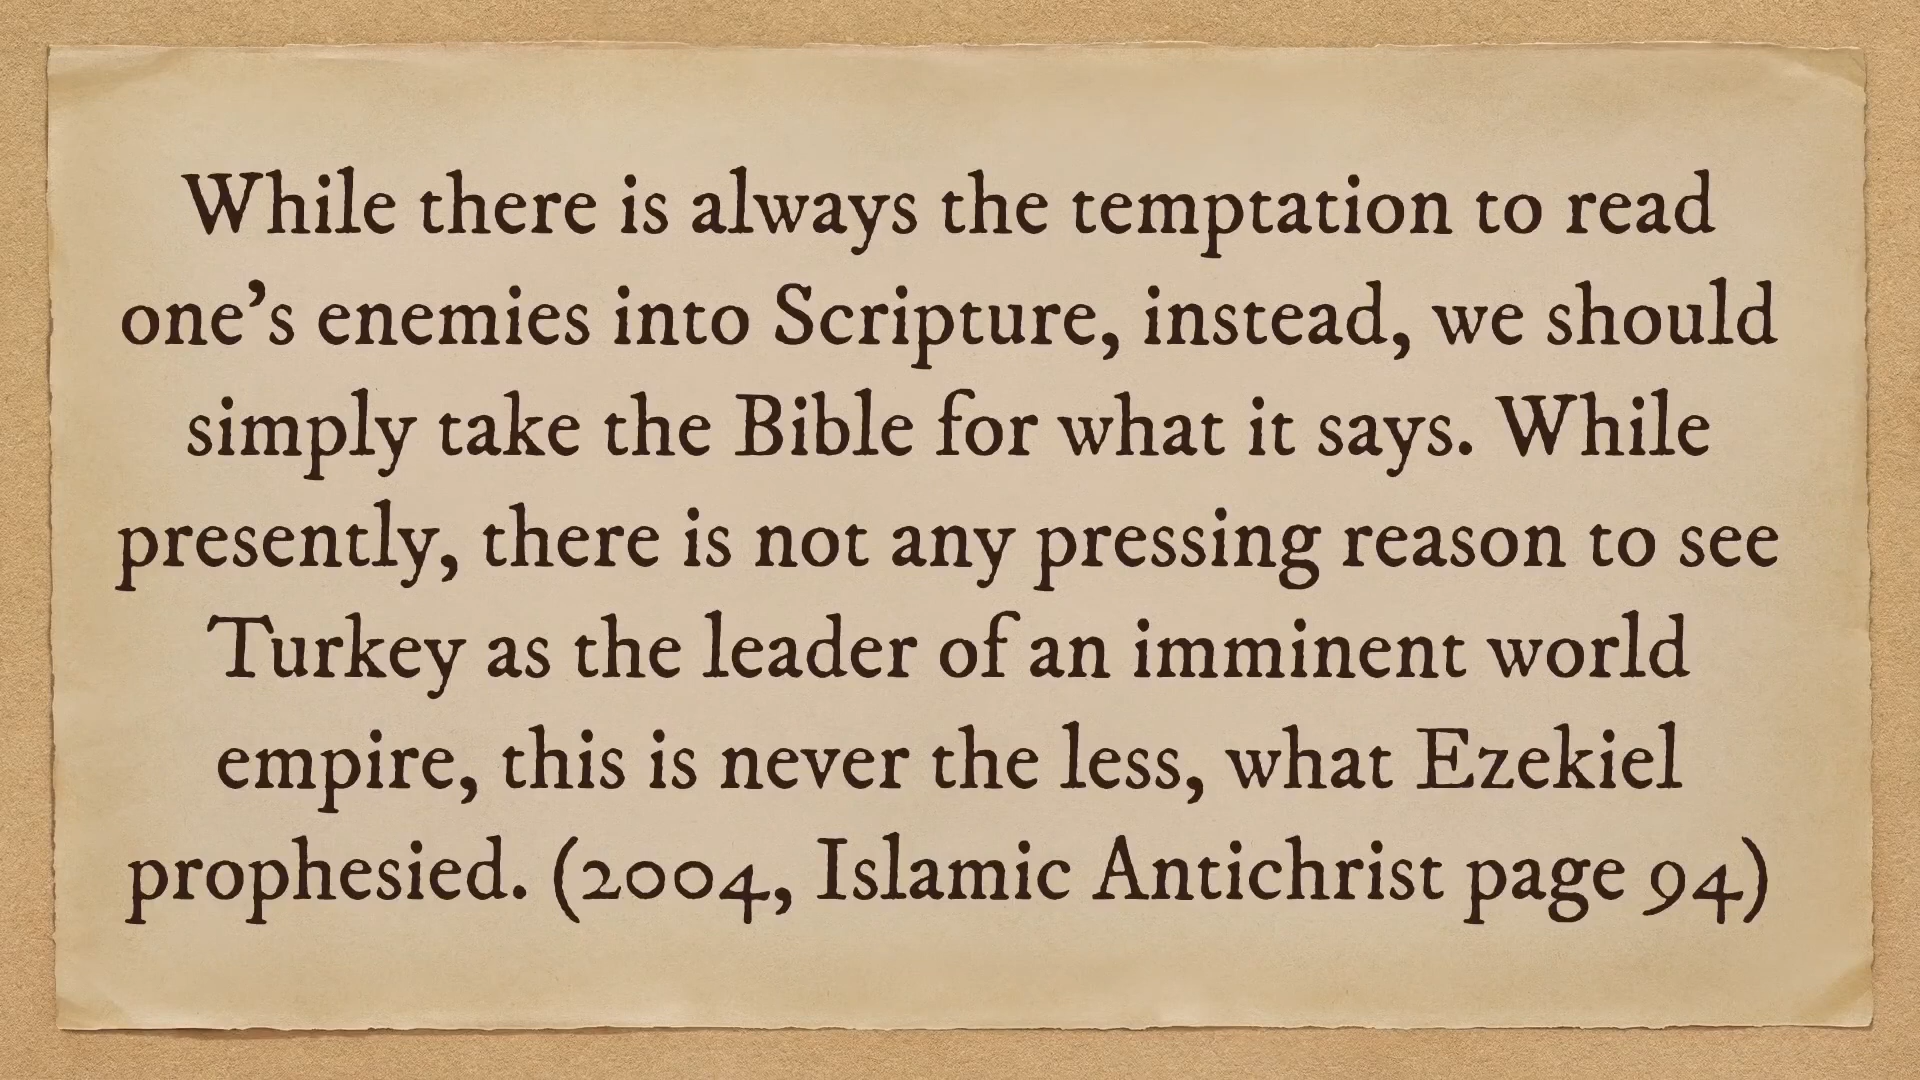 While there is always the temptation to read
one’s enemies into Scripture, instead, we should
simply take the Bible for what it says. While
presently, there is not any pressing reason to see
Turkey as the leader of an imminent world
empire, this is never the less, what Ezekiel
prophesied. (2004, Islamic Antichrist page 94)